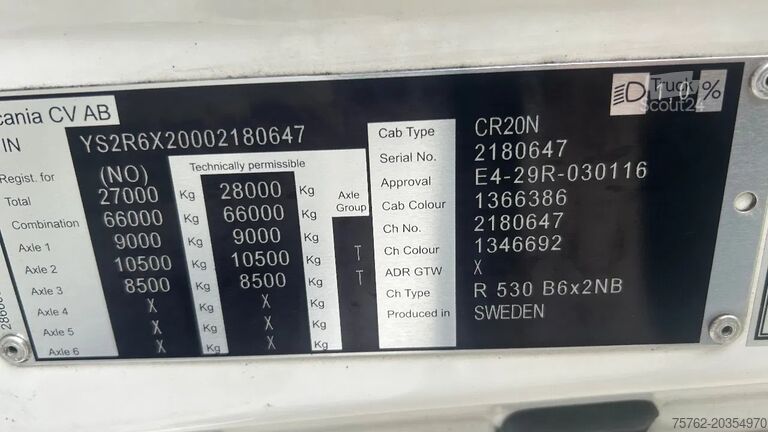 cania CV AB
IN YS2R6X20002180647
Regist. for (NO) Technically permissible
Total 27000 Kg 28000 Kg Axle Group
Combination 66000 Kg 66000 Kg
Axle 1 9000 Kg 9000 Kg
Axle 2 10500 Kg 10500 Kg T
Axle 3 8500 Kg 8500 Kg T
Axle 4 X Kg X Kg
Axle 5 X Kg X Kg
Axle 6 X Kg X Kg
Truck Scout24 %
Cab Type CR20N
Serial No. 2180647
Approval E4-29R-030116
Cab Colour 1366386
Ch No. 2180647
Ch Colour 1346692
ADR GTW X
Ch Type R 530 B6x2NB
Produced in SWEDEN
75762-20354970